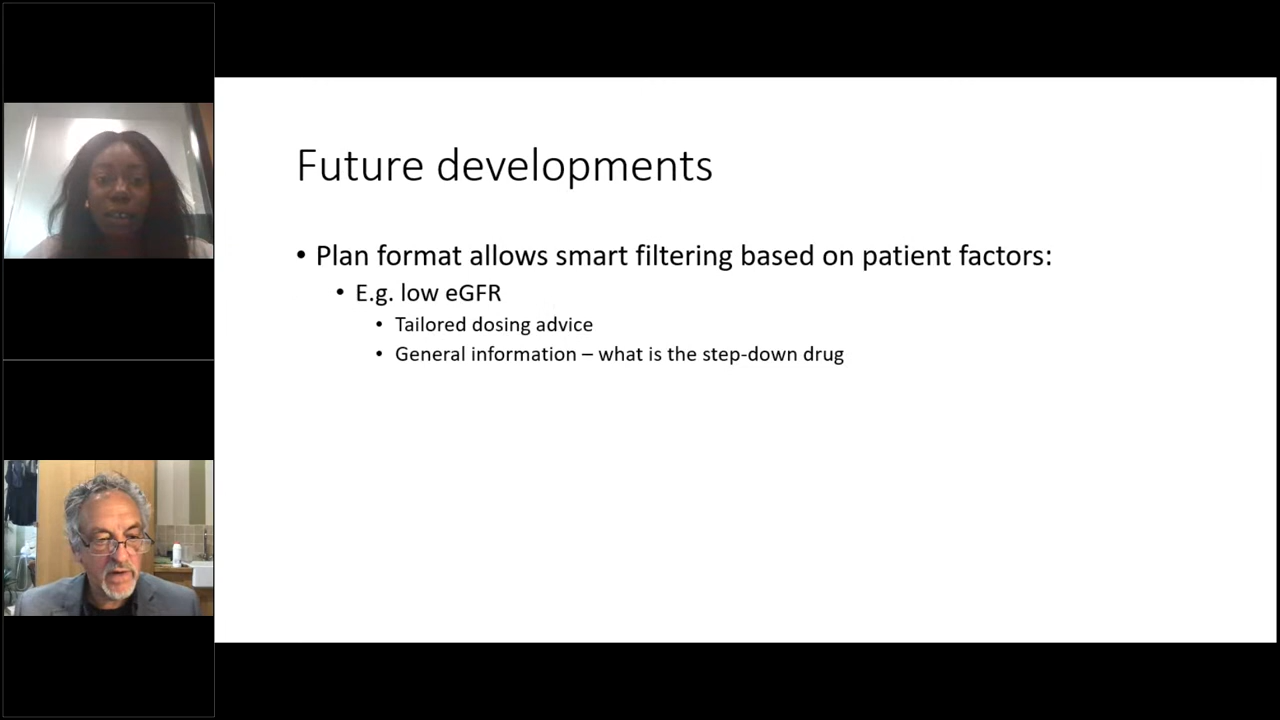 Future developments
• Plan format allows smart filtering based on patient factors:
• E.g. low eGFR
• Tailored dosing advice
• General information – what is the step-down drug